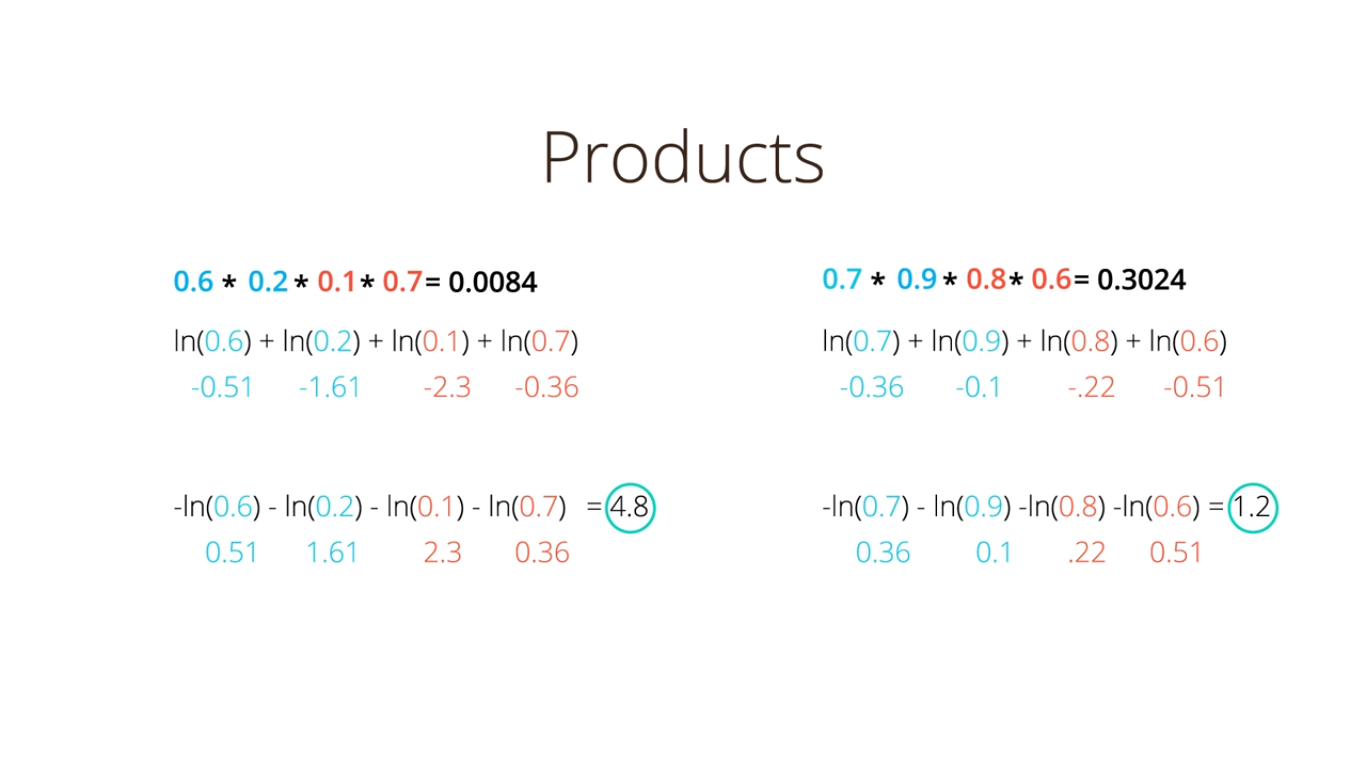 Products
0.6 * 0.2 * 0.1 * 0.7 = 0.0084
ln(0.6) + ln(0.2) + ln(0.1) + ln(0.7)
-0.51 -1.61 -2.3 -0.36
-ln(0.6) - ln(0.2) - ln(0.1) - ln(0.7) = 4.8
0.51 1.61 2.3 0.36
0.7 * 0.9 * 0.8 * 0.6 = 0.3024
ln(0.7) + ln(0.9) + ln(0.8) + ln(0.6)
-0.36 -0.1 -.22 -0.51
-ln(0.7) - ln(0.9) -ln(0.8) -ln(0.6) = 1.2
0.36 0.1 .22 0.51